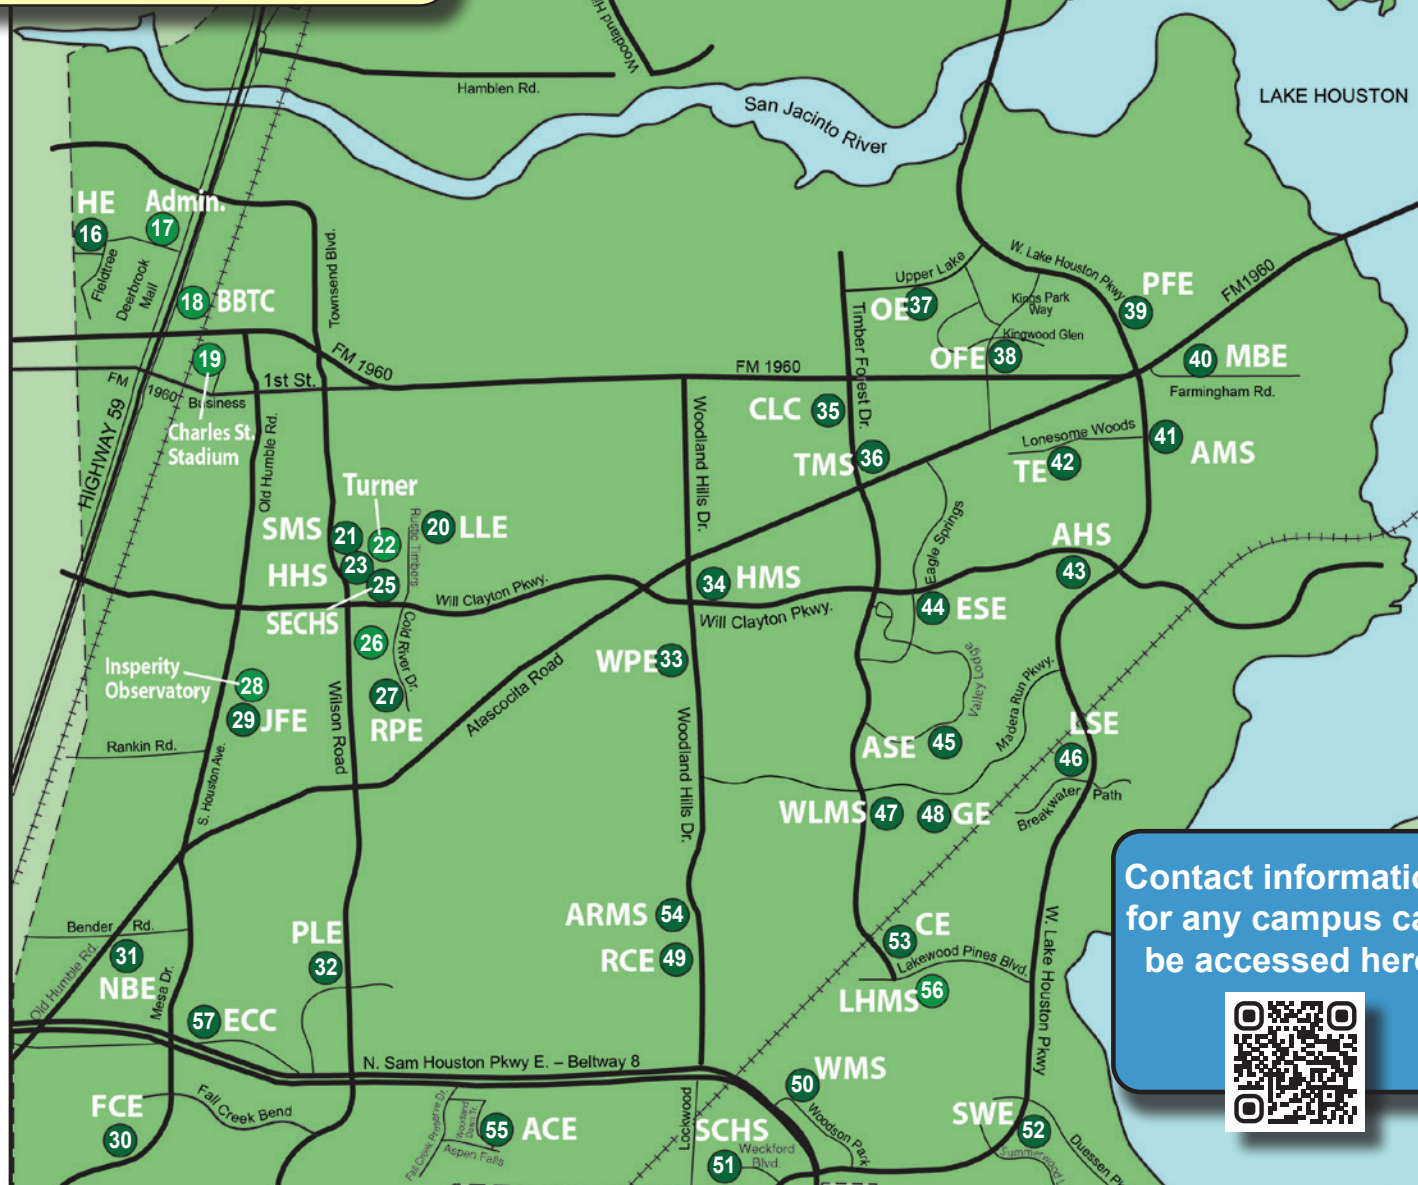 Woodland Hi
Hamblen Rd.
San Jacinto River
LAKE HOUSTON
HE
16
Admin.
17
Fieldtree
Deerbrook
Mall
18 BBTC
Townsend Blvd.
19
FM 1960
FM 1960
Business
1st St.
FM 1960
HIGHWAY 59
Charles St.
Stadium
Old Humble Rd.
Upper Lake
W. Lake Houston Pkwy
Kings Park
Way
Kingwood Glen
OE 37
OFE 38
PFE
39
FM1960
40 MBE
Farmingham Rd.
Timber Forest Dr.
CLC 35
TMS 36
Woodland Hills Dr.
Lonesome Woods
TE 42
41 AMS
Turner
22
SMS 21
20 LLE
Rustic Timbers
HHS 23
25
SECHS
Will Clayton Pkwy.
26
Cold River Dr.
27
RPE
Wilson Road
Atascocita Road
34 HMS
Will Clayton Pkwy.
WPE 33
Eagle Springs
AHS
43
44 ESE
Valley Lodge
Madera Run Pkwy.
Insperity
Observatory
28
29 JFE
Rankin Rd.
S. Houston Ave.
Woodland Hills Dr.
ASE 45
LSE
46
Breakwater Path
WLMS 47
48 GE
Contact informatio
for any campus ca
be accessed here
ARMS 54
RCE 49
CE
53
Lakewood Pines Blvd.
LHMS 56
W. Lake Houston Pkwy
Bender Rd.
31
NBE
Old Humble Rd.
Mesa Dr.
PLE
32
57 ECC
N. Sam Houston Pkwy E. – Beltway 8
FCE
30
Fall Creek Bend
Fall Creek Preserve Dr.
Woodland
Dawn Tr.
Aspen Falls
55 ACE
Lockwood
SCHS
51
Weckford
Blvd.
50 WMS
Woodson Park
SWE
52
Duessen Pk